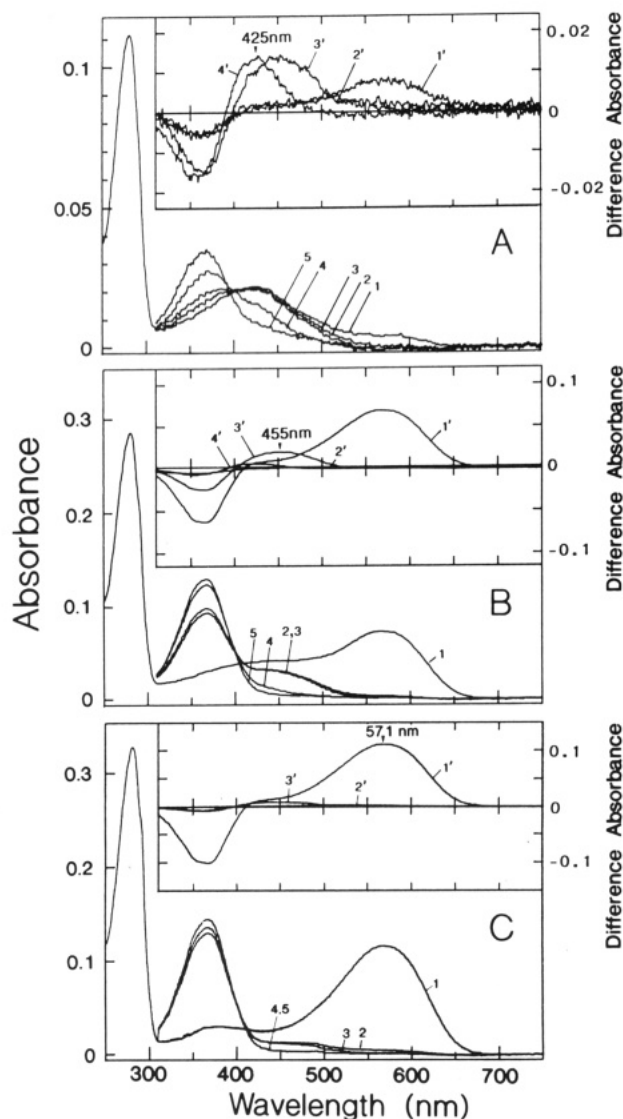 0.1
0.05
0
0.02
0
-0.02
Difference Absorbance
425nm
4' 3' 2' 1'
A
5 4 3 2 1
Absorbance
0.3
0.2
0.1
0
0.1
0
-0.1
Difference Absorbance
4' 3' 455nm 1'
2'
B
5 4 2,3 1
0.3
0.2
0.1
0
0.1
0
-0.1
Difference Absorbance
571 nm
3' 2' 1'
C
4,5 3 2 1
300 400 500 600 700
Wavelength (nm)